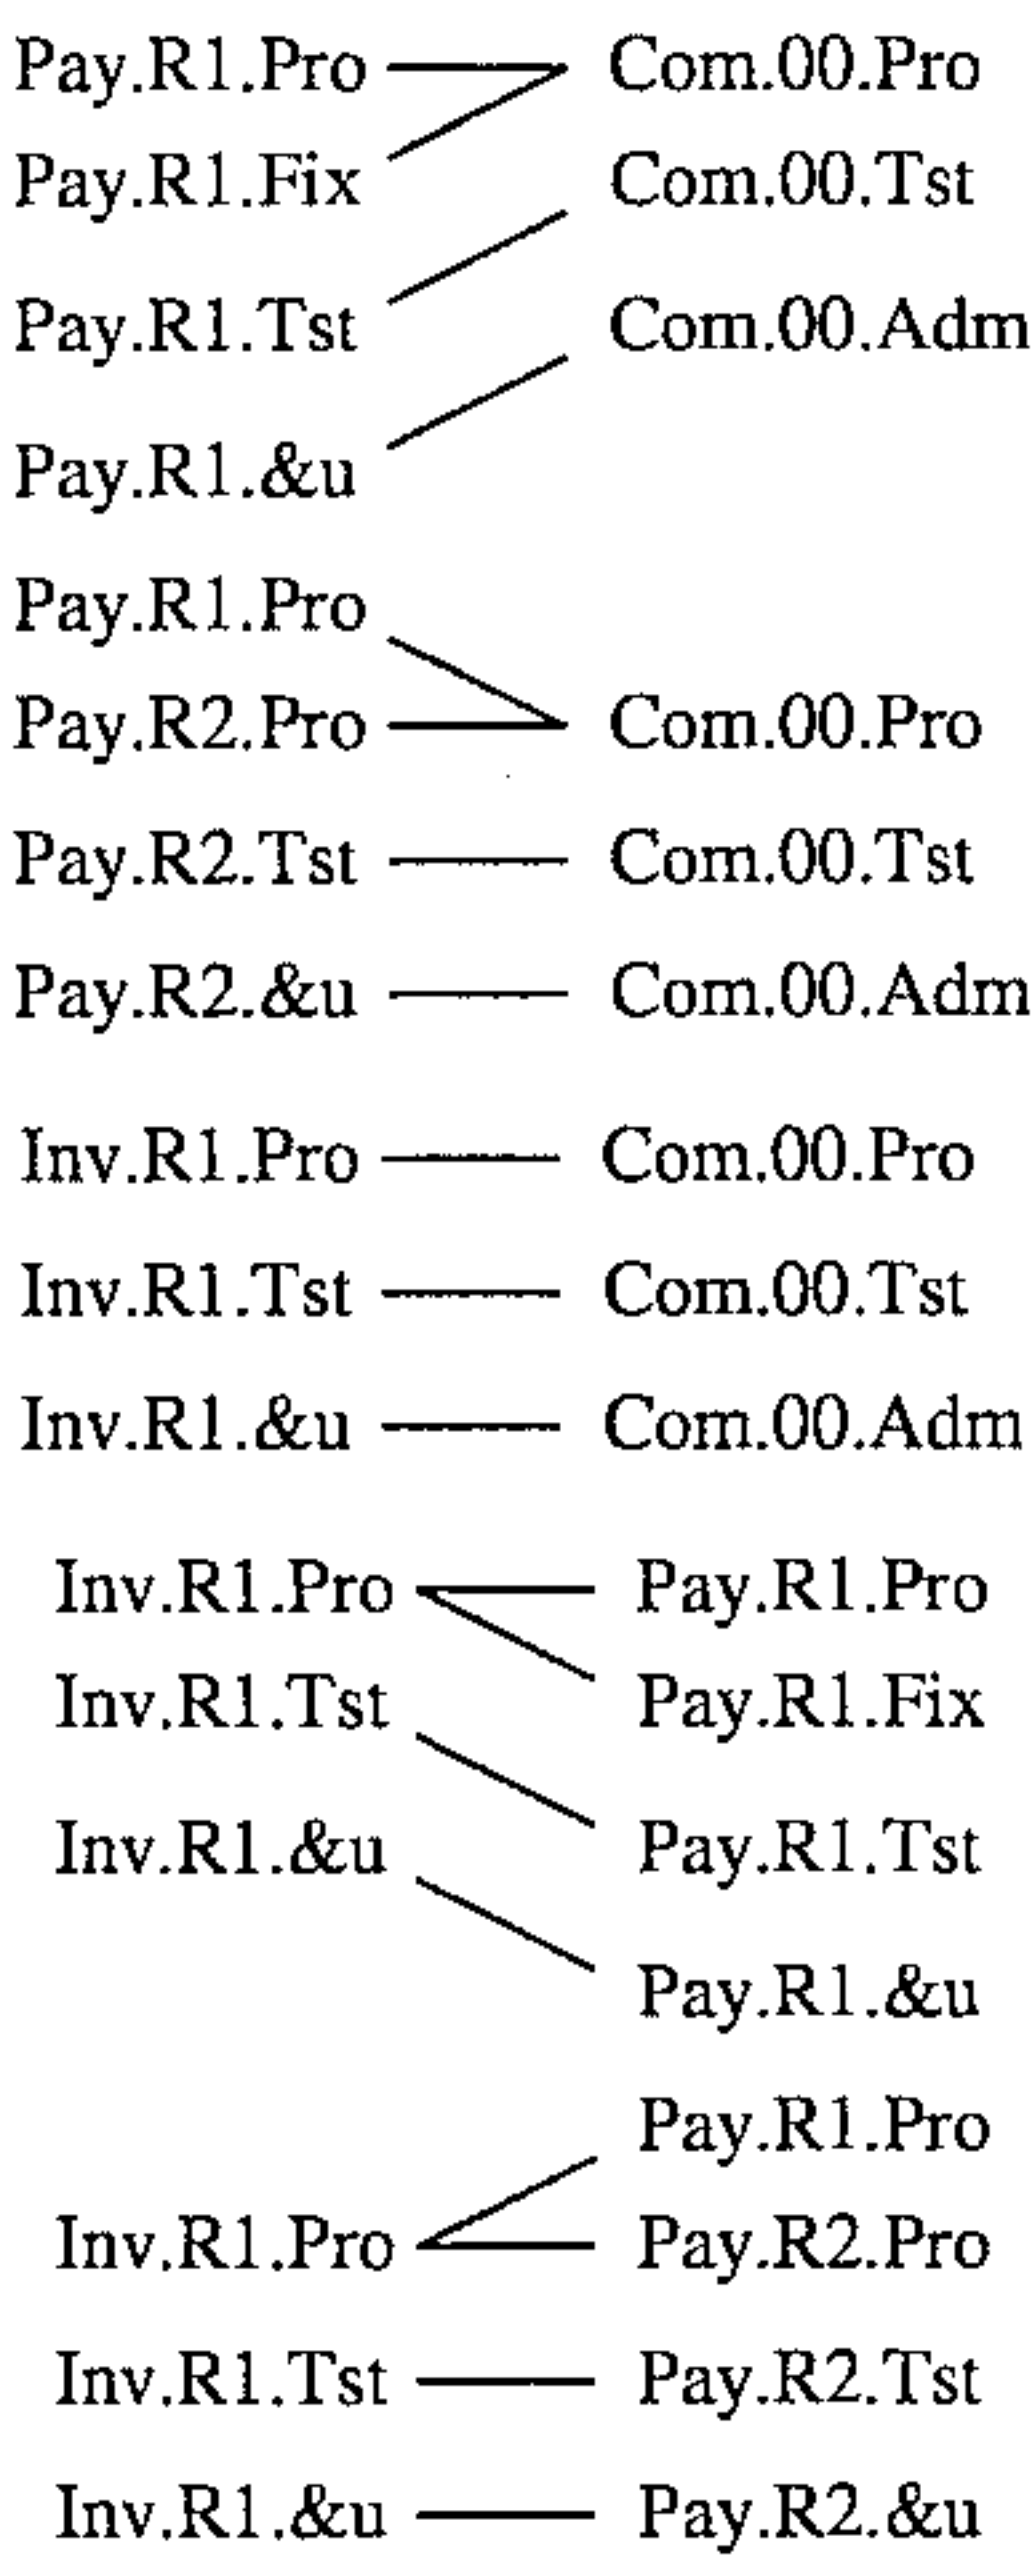 Pay.R1.Pro Com.00.Pro
Pay.R1.Fix Com.00.Tst
Pay.R1.Tst Com.00.Adm
Pay.R1.&u
Pay.R1.Pro
Pay.R2.Pro Com.00.Pro
Pay.R2.Tst Com.00.Tst
Pay.R2.&u Com.00.Adm
Inv.R1.Pro Com.00.Pro
Inv.R1.Tst Com.00.Tst
Inv.R1.&u Com.00.Adm
Inv.R1.Pro Pay.R1.Pro
Inv.R1.Tst Pay.R1.Fix
Inv.R1.&u Pay.R1.Tst
Pay.R1.&u
Pay.R1.Pro
Inv.R1.Pro Pay.R2.Pro
Inv.R1.Tst Pay.R2.Tst
Inv.R1.&u Pay.R2.&u